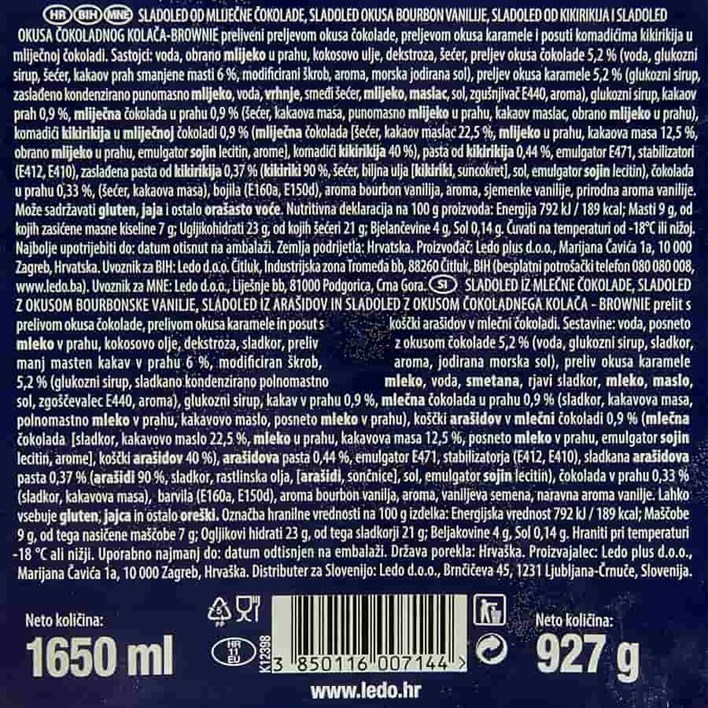 HR BIH MNE SLADOLED OD MLIJEČNE ČOKOLADE, SLADOLED OKUSA BOURBON VANILIJE, SLADOLED OD KIKIRIKIJA I SLADOLED
OKUSA ČOKOLADNOG KOLAČA-BROWNIE preliveni preljevom okusa čokolade, preljevom okusa karamele i posuti komadićima kikirikija u
mliječnoj čokoladi. Sastojci: voda, obrano mlijeko u prahu, kokosovo ulje, dekstroza, šećer, preljev okusa čokolade 5,2 % (voda, glukozni
sirup, šećer, kakaov prah smanjene masti 6 %, modificirani škrob, aroma, morska jodirana sol), preljev okusa karamele 5,2 % (glukozni sirup,
zaslađeno kondenzirano punomasno mlijeko, voda, vrhnje, smeđi šećer, mlijeko, maslac, sol, zgušnjivač E440, aroma), glukozni sirup, kakaov
prah 0,9 %, mliječna čokolada u prahu 0,9 % (šećer, kakaova masa, punomasno mlijeko u prahu, kakaov maslac, obrano mlijeko u prahu),
komadići kikirikija u mliječnoj čokoladi 0,9 % (mliječna čokolada [šećer, kakaov maslac 22,5 %, mlijeko u prahu, kakaova masa 12,5 %,
obrano mlijeko u prahu, emulgator sojin lecitin, arome], komadići kikirikija 40 %), pasta od kikirikija 0,44 %, emulgator E471, stabilizatori
(E412, E410), zaslađena pasta od kikirikija 0,37 % (kikiriki 90 %, šećer, biljna ulja [kikiriki, suncokret], sol, emulgator sojin lecitin), čokolada
u prahu 0,33 %, (šećer, kakaova masa), bojila (E160a, E150d), aroma bourbon vanilija, aroma, sjemenke vanilije, prirodna aroma vanilije.
Može sadržavati gluten, jaja i ostalo orašasto voće. Nutritivna deklaracija na 100 g proizvoda: Energija 792 kJ / 189 kcal; Masti 9 g, od
kojih zasićene masne kiseline 7 g; Ugljikohidrati 23 g, od kojih šećeri 21 g; Bjelančevine 4 g, Sol 0,14 g. Čuvati na temperaturi od -18°C ili nižoj.
Najbolje upotrijebiti do: datum otisnut na ambalaži. Zemlja podrijetla: Hrvatska. Proizvođač: Ledo plus d.o.o., Marijana Čavića 1a, 10 000
Zagreb, Hrvatska. Uvoznik za BIH: Ledo d.o.o. Čitluk, Industrijska zona Tromeđa bb, 88260 Čitluk, BIH (besplatni potrošački telefon 080 080 008,
www.ledo.ba). Uvoznik za MNE: Ledo d.o.o., Liješnje bb, 81000 Podgorica, Crna Gora. SI SLADOLED IZ MLEČNE ČOKOLADE, SLADOLED
Z OKUSOM BOURBONSKE VANILIJE, SLADOLED IZ ARAŠIDOV IN SLADOLED Z OKUSOM ČOKOLADNEGA KOLAČA - BROWNIE prelit s
prelivom okusa čokolade, prelivom okusa karamele in posut s koščki arašidov v mlečni čokoladi. Sestavine: voda, posneto
mleko v prahu, kokosovo olje, dekstroza, sladkor, preliv z okusom čokolade 5,2 % (voda, glukozni sirup, sladkor,
manj masten kakav v prahu 6 %, modificiran škrob, aroma, jodirana morska sol), preliv okusa karamele
5,2 % (glukozni sirup, sladkano kondenzirano polnomastno mleko, voda, smetana, rjavi sladkor, mleko, maslo,
sol, zgoščevalec E440, aroma), glukozni sirup, kakav v prahu 0,9 %, mlečna čokolada v prahu 0,9 % (sladkor, kakavova masa,
polnomastno mleko v prahu, kakavovo maslo, posneto mleko v prahu), koščki arašidov v mlečni čokoladi 0,9 % (mlečna
čokolada [sladkor, kakavovo maslo 22,5 %, mleko v prahu, kakavova masa 12,5 %, posneto mleko v prahu, emulgator sojin
lecitin, arome], koščki arašidov 40 %), arašidova pasta 0,44 %, emulgator E471, stabilizatorja (E412, E410), sladkana arašidova
pasta 0,37 % (arašidi 90 %, sladkor, rastlinska olja, [arašidi, sončnice], sol, emulgator sojin lecitin), čokolada v prahu 0,33 %
(sladkor, kakavova masa), barvila (E160a, E150d), aroma bourbon vanilja, aroma, vaniljeva semena, naravna aroma vanilje. Lahko
vsebuje gluten, jajca in ostalo oreški. Označba hranilne vrednosti na 100 g izdelka: Energijska vrednost 792 kJ / 189 kcal; Maščobe
9 g, od tega nasičene maščobe 7 g; Ogljikovi hidrati 23 g, od tega sladkorji 21 g; Beljakovine 4 g, Sol 0,14 g. Hraniti pri temperaturi
-18 °C ali nižji. Uporabno najmanj do: datum odtisnjen na embalaži. Država porekla: Hrvaška. Proizvajalec: Ledo plus d.o.o.,
Marijana Čavića 1a, 10 000 Zagreb, Hrvaška. Distributer za Slovenijo: Ledo d.o.o., Brnčičeva 45, 1231 Ljubljana-Črnuče, Slovenija.
Neto količina:
1650 ml
5
PP
HR
11
EU
K12398
3 850116 007144 >
www.ledo.hr
Neto količina:
927 g